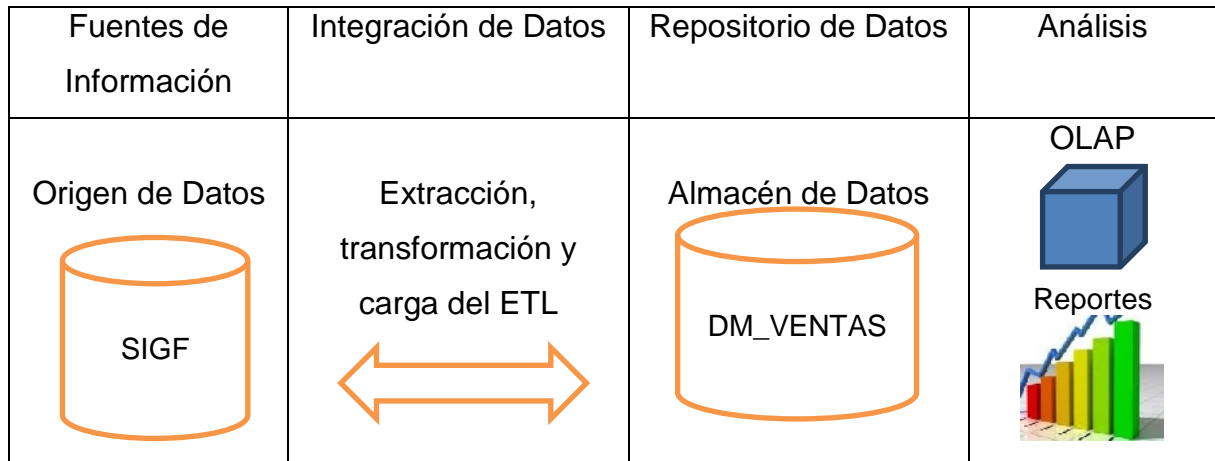 Fuentes de
Información
Integración de Datos
Repositorio de Datos
Análisis
Origen de Datos
SIGF
Extracción,
transformación y
carga del ETL
Almacén de Datos
DM_VENTAS
OLAP
Reportes